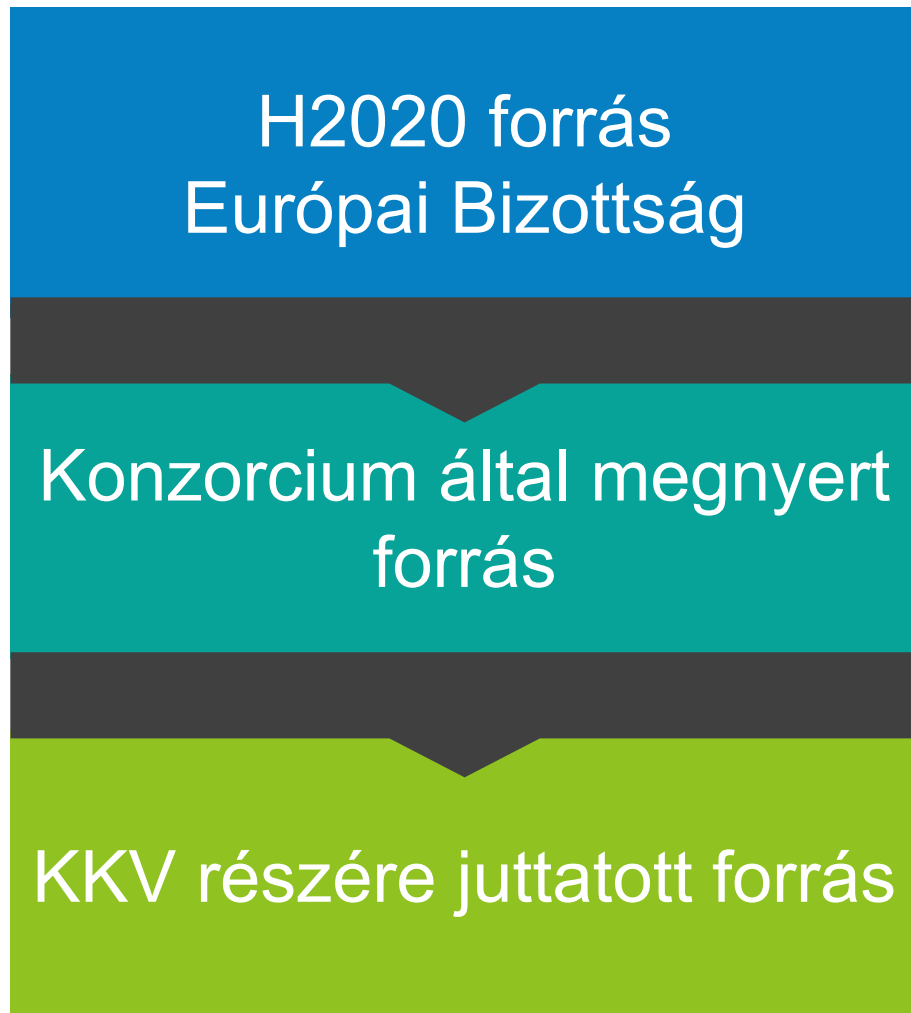 H2020 forrás
Európai Bizottság
Konzorcium által megnyert
forrás
KKV részére juttatott forrás